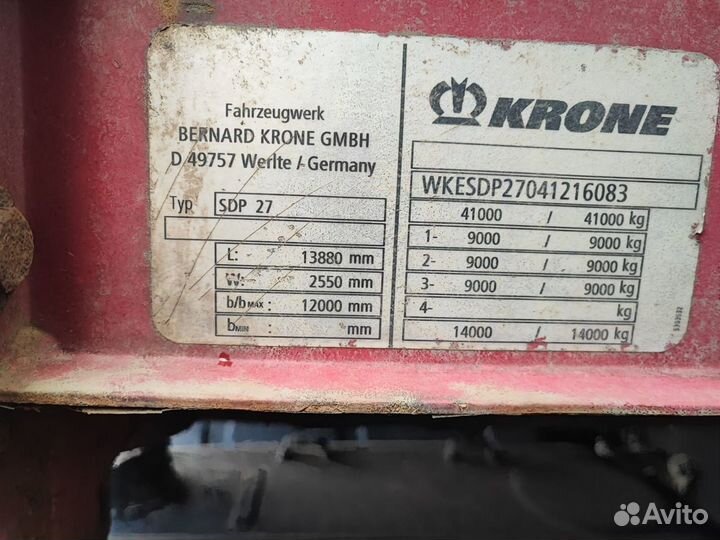 Fahrzeugwerk
BERNARD KRONE GMBH
D 49757 Werlte / Germany
Typ SDP 27
L: 13880 mm
W: 2550 mm
b/bMAX: 12000 mm
bMIN: mm
KRONE
WKESDP27041216083
41000 / 41000 kg
1- 9000 / 9000 kg
2- 9000 / 9000 kg
3- 9000 / 9000 kg
4- kg
14000 / 14000 kg
Avito